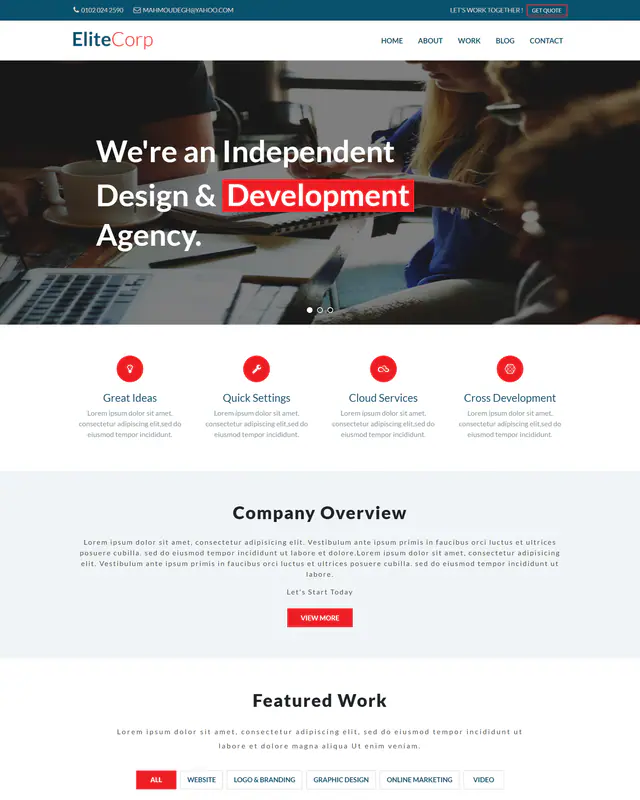 0102 024 2590 MAHMOUDEGH@YAHOO.COM LET'S WORK TOGETHER ! GET QUOTE
EliteCorp HOME ABOUT WORK BLOG CONTACT
We're an Independent
Design & Development
Agency.
Great Ideas
Lorem ipsum dolor sit amet,
consectetur adipiscing elit,sed do
eiusmod tempor incididunt.
Quick Settings
Lorem ipsum dolor sit amet,
consectetur adipiscing elit,sed do
eiusmod tempor incididunt.
Cloud Services
Lorem ipsum dolor sit amet,
consectetur adipiscing elit,sed do
eiusmod tempor incididunt.
Cross Development
Lorem ipsum dolor sit amet,
consectetur adipiscing elit,sed do
eiusmod tempor incididunt.
Company Overview
Lorem ipsum dolor sit amet, consectetur adipisicing elit. Vestibulum ante ipsum primis in faucibus orci luctus et ultrices
posuere cubilla. sed do eiusmod tempor incididunt ut labore et dolore.Lorem ipsum dolor sit amet, consectetur adipisicing
elit. Vestibulum ante ipsum primis in faucibus orci luctus et ultrices posuere cubilla. sed do eiusmod tempor incididunt ut
labore.
Let's Start Today
VIEW MORE
Featured Work
Lorem ipsum dolor sit amet, consectetur adipiscing elit, sed do eiusmod tempor incididunt ut
labore et dolore magna aliqua Ut enim veniam.
ALL WEBSITE LOGO & BRANDING GRAPHIC DESIGN ONLINE MARKETING VIDEO